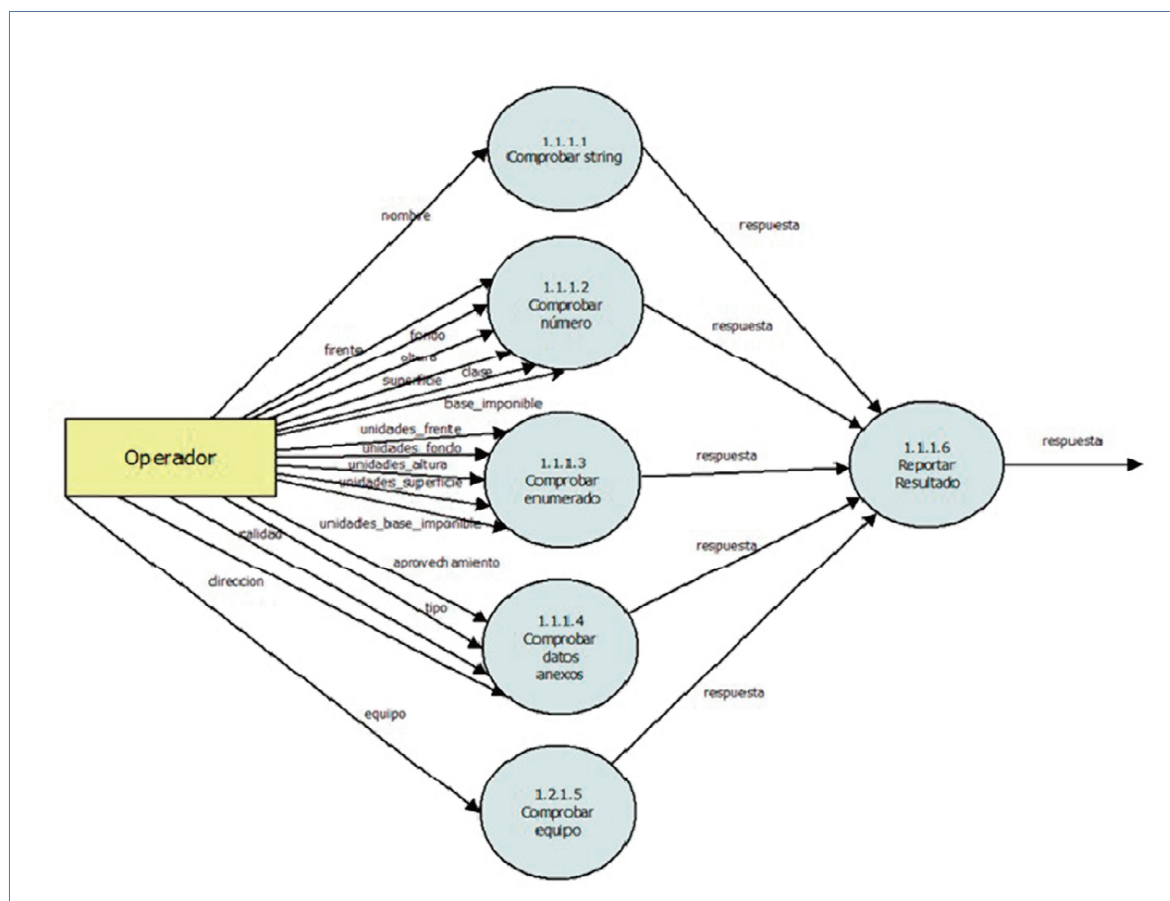 1.1.1.1
Comprobar string
nombre
respuesta
1.1.1.2
Comprobar
número
respuesta
frente
fondo
altura
superficie
clase
base_imponible
Operador
unidades_frente
unidades_fondo
unidades_altura
unidades_superficie
unidades_base_imponible
1.1.1.3
Comprobar
enumerado
respuesta
1.1.1.6
Reportar
Resultado
respuesta
calidad
direccion
aprovechamiento
tipo
1.1.1.4
Comprobar
datos
anexos
respuesta
equipo
1.2.1.5
Comprobar
equipo
respuesta